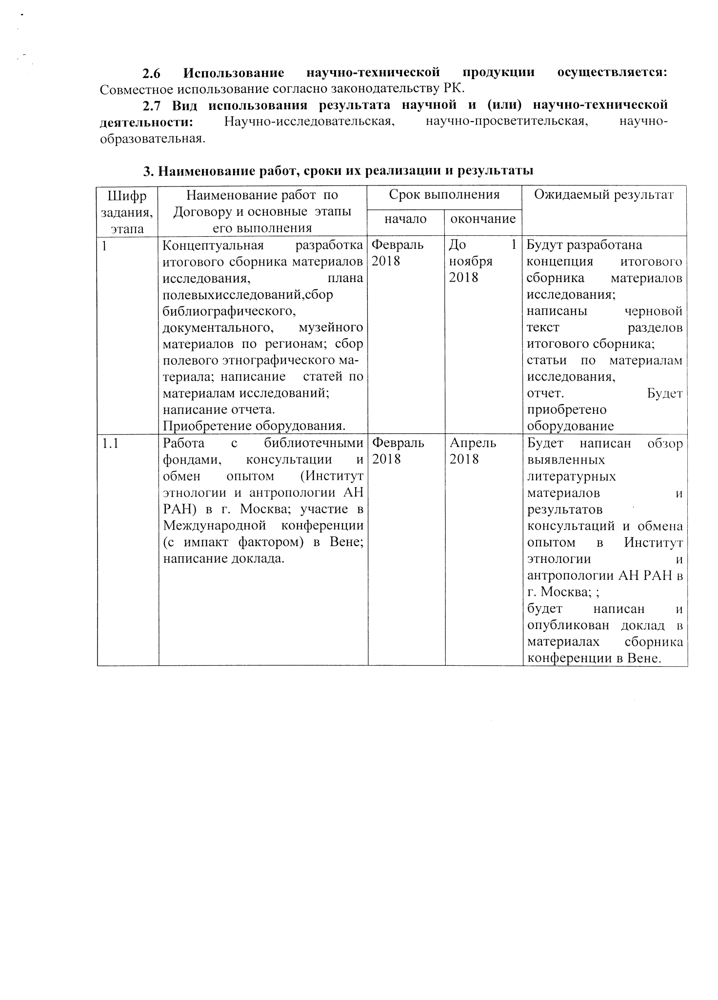 2.6 Использование научно-технической продукции осуществляется:
Совместное использование согласно законодательству РК.
2.7 Вид использования результата научной и (или) научно-технической
деятельности: Научно-исследовательская, научно-просветительская, научно-
образовательная.
3. Наименование работ, сроки их реализации и результаты
Шифр
задания,
этапа
Наименование работ по
Договору и основные этапы
его выполнения
Срок выполнения
начало
окончание
Ожидаемый результат
1
Концептуальная разработка
итогового сборника материалов
исследования, плана
полевыхисследований,сбор
библиографического,
документального, музейного
материалов по регионам; сбор
полевого этнографического ма-
териала; написание статей по
материалам исследований;
написание отчета.
Приобретение оборудования.
Февраль
2018
До 1
ноября
2018
Будут разработана
концепция итогового
сборника материалов
исследования;
написаны черновой
текст разделов
итогового сборника;
статьи по материалам
исследования,
отчет. Будет
приобретено
оборудование
1.1
Работа с библиотечными
фондами, консультации и
обмен опытом (Институт
этнологии и антропологии АН
РАН) в г. Москва; участие в
Международной конференции
(с импакт фактором) в Вене;
написание доклада.
Февраль
2018
Апрель
2018
Будет написан обзор
выявленных
литературных
материалов и
результатов
консультаций и обмена
опытом в Институт
этнологии и
антропологии АН РАН в
г. Москва; ;
будет написан и
опубликован доклад в
материалах сборника
конференции в Вене.